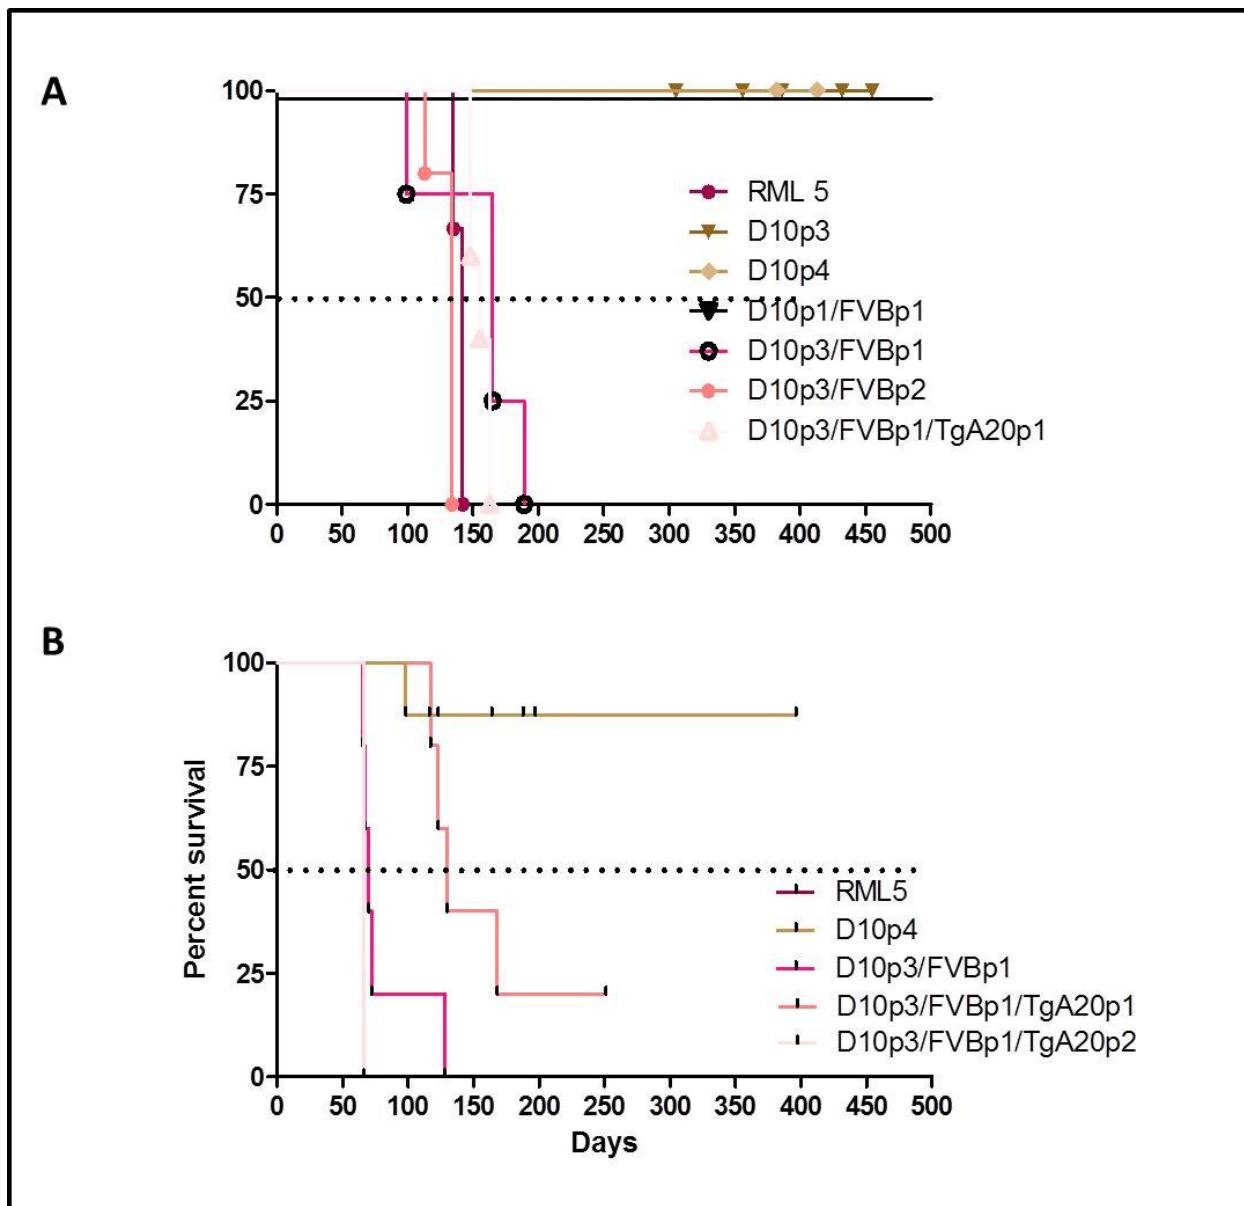 A
100
75
50
25
0
0 50 100 150 200 250 300 350 400 450 500
RML 5
D10p3
D10p4
D10p1/FVBp1
D10p3/FVBp1
D10p3/FVBp2
D10p3/FVBp1/TgA20p1
B
Percent survival
100
75
50
25
0
0 50 100 150 200 250 300 350 400 450 500
Days
RML5
D10p4
D10p3/FVBp1
D10p3/FVBp1/TgA20p1
D10p3/FVBp1/TgA20p2